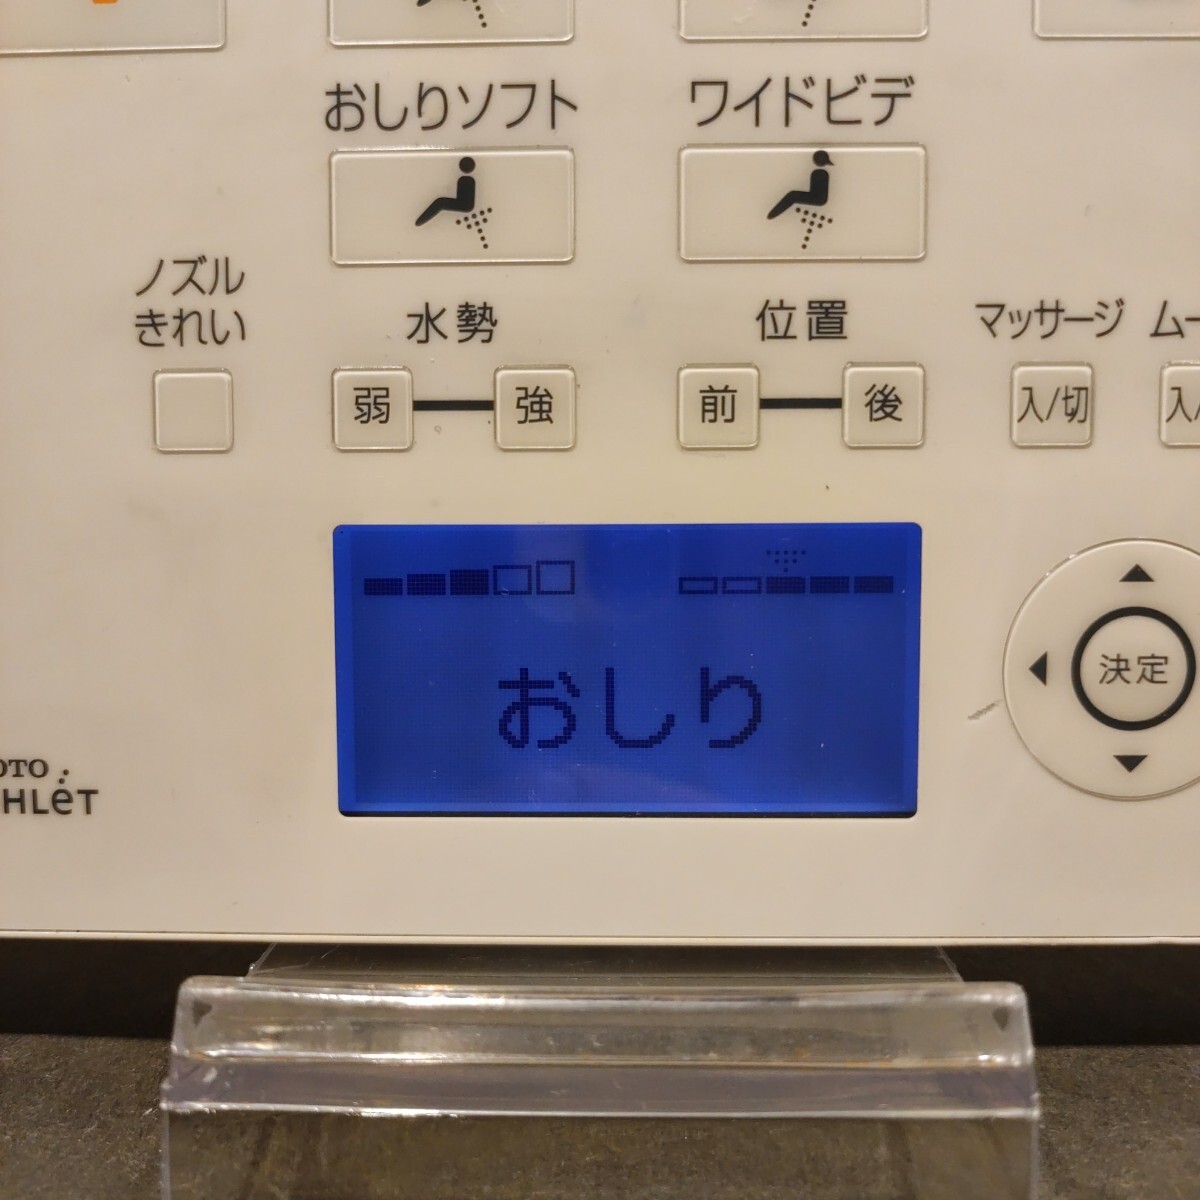 おしりソフト
ワイドビデ
ノズル
きれい
水勢
位置
マッサージ
弱
強
前
後
入/切
おしり
決定